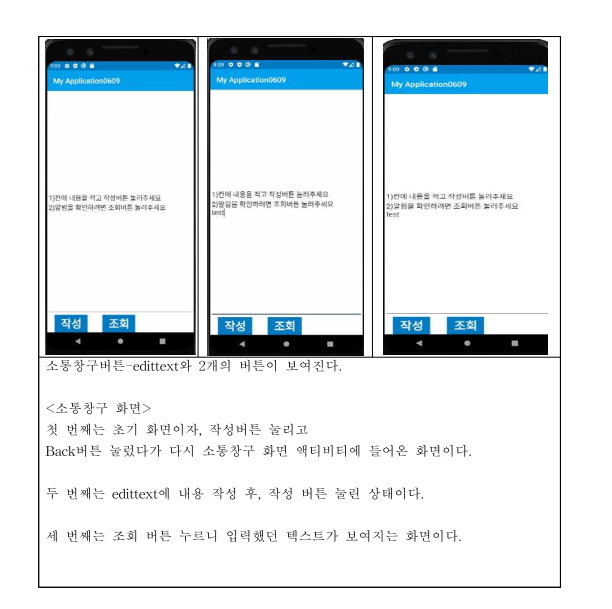 9:09
My Application0609
1)칸에 내용을 적고 작성버튼 눌러주세요
2)알림을 확인하려면 조회버튼 눌러주세요
작성 조회
9:09
My Application0609
1)칸에 내용을 적고 작성버튼 눌러주세요
2)알림을 확인하려면 조회버튼 눌러주세요
test
작성 조회
9:09
My Application0609
1)칸에 내용을 적고 작성버튼 눌러주세요
2)알림을 확인하려면 조회버튼 눌러주세요
test
작성 조회
소통창구버튼-edittext와 2개의 버튼이 보여진다.
<소통창구 화면>
첫 번째는 초기 화면이자, 작성버튼 눌리고
Back버튼 눌렀다가 다시 소통창구 화면 액티비티에 들어온 화면이다.
두 번째는 edittext에 내용 작성 후, 작성 버튼 눌린 상태이다.
세 번째는 조회 버튼 누르니 입력했던 텍스트가 보여지는 화면이다.